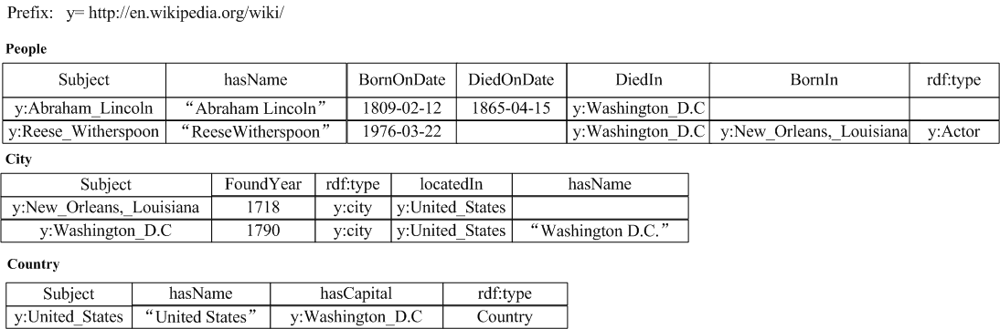 Prefix: y= http://en.wikipedia.org/wiki/
People
Subject hasName BornOnDate DiedOnDate DiedIn BornIn rdf:type
y:Abraham_Lincoln “Abraham Lincoln” 1809-02-12 1865-04-15 y:Washington_D.C
y:Reese_Witherspoon “ReeseWitherspoon” 1976-03-22 y:Washington_D.C y:New_Orleans,_Louisiana y:Actor
City
Subject FoundYear rdf:type locatedIn hasName
y:New_Orleans,_Louisiana 1718 y:city y:United_States
y:Washington_D.C 1790 y:city y:United_States “Washington D.C.”
Country
Subject hasName hasCapital rdf:type
y:United_States “United States” y:Washington_D.C Country